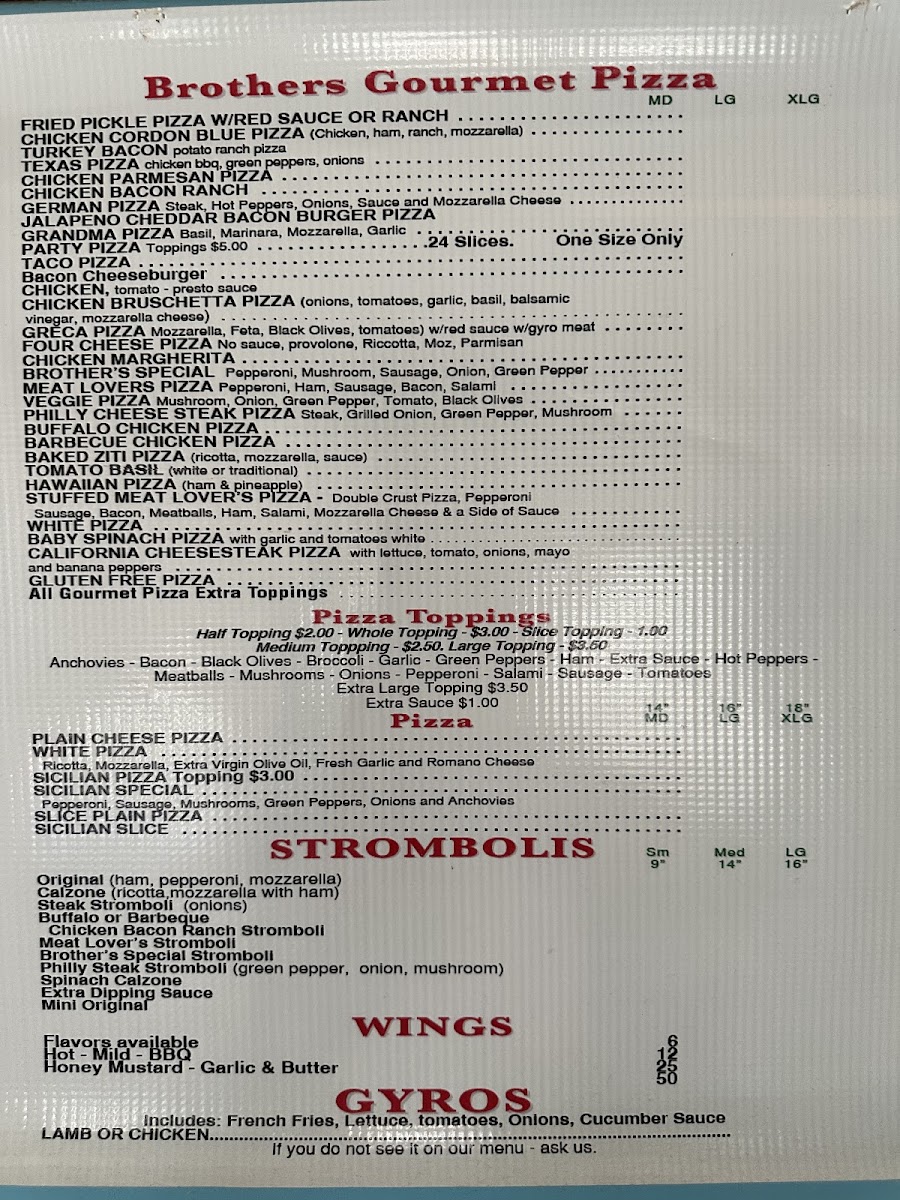 Brothers Gourmet Pizza
MD LG XLG
FRIED PICKLE PIZZA W/RED SAUCE OR RANCH
CHICKEN CORDON BLUE PIZZA (Chicken, ham, ranch, mozzarella)
TURKEY BACON potato ranch pizza
TEXAS PIZZA chicken bbq, green peppers, onions
CHICKEN PARMESAN PIZZA
CHICKEN BACON RANCH
GERMAN PIZZA Steak, Hot Peppers, Onions, Sauce and Mozzarella Cheese
JALAPENO CHEDDAR BACON BURGER PIZZA
GRANDMA PIZZA Basil, Marinara, Mozzarella, Garlic
PARTY PIZZA Toppings $5.00 24 Slices. One Size Only
TACO PIZZA
Bacon Cheeseburger
CHICKEN, tomato - presto sauce
CHICKEN BRUSCHETTA PIZZA (onions, tomatoes, garlic, basil, balsamic
vinegar, mozzarella cheese)
GRECA PIZZA Mozzarella, Feta, Black Olives, tomatoes) w/red sauce w/gyro meat
FOUR CHEESE PIZZA No sauce, provolone, Riccotta, Moz, Parmisan
CHICKEN MARGHERITA
BROTHER'S SPECIAL Pepperoni, Mushroom, Sausage, Onion, Green Pepper
MEAT LOVERS PIZZA Pepperoni, Ham, Sausage, Bacon, Salami
VEGGIE PIZZA Mushroom, Onion, Green Pepper, Tomato, Black Olives
PHILLY CHEESE STEAK PIZZA Steak, Grilled Onion, Green Pepper, Mushroom
BUFFALO CHICKEN PIZZA
BARBECUE CHICKEN PIZZA
BAKED ZITI PIZZA (ricotta, mozzarella, sauce)
TOMATO BASIL (white or traditional)
HAWAIIAN PIZZA (ham & pineapple)
STUFFED MEAT LOVER'S PIZZA - Double Crust Pizza, Pepperoni
Sausage, Bacon, Meatballs, Ham, Salami, Mozzarella Cheese & a Side of Sauce
WHITE PIZZA
BABY SPINACH PIZZA with garlic and tomatoes white
CALIFORNIA CHEESESTEAK PIZZA with lettuce, tomato, onions, mayo
and banana peppers
GLUTEN FREE PIZZA
All Gourmet Pizza Extra Toppings
Pizza Toppings
Half Topping $2.00 - Whole Topping - $3.00 - Slice Topping - 1.00
Medium Toppping - $2.50. Large Topping - $3.50
Anchovies - Bacon - Black Olives - Broccoli - Garlic - Green Peppers - Ham - Extra Sauce - Hot Peppers -
Meatballs - Mushrooms - Onions - Pepperoni - Salami - Sausage - Tomatoes
Extra Large Topping $3.50
Extra Sauce $1.00
Pizza
14" 16" 18"
MD LG XLG
PLAIN CHEESE PIZZA
WHITE PIZZA
Ricotta, Mozzarella, Extra Virgin Olive Oil, Fresh Garlic and Romano Cheese
SICILIAN PIZZA Topping $3.00
SICILIAN SPECIAL
Pepperoni, Sausage, Mushrooms, Green Peppers, Onions and Anchovies
SLICE PLAIN PIZZA
SICILIAN SLICE
STROMBOLIS
Sm Med LG
9" 14" 16"
Original (ham, pepperoni, mozzarella)
Calzone (ricotta,mozzarella with ham)
Steak Stromboli (onions)
Buffalo or Barbeque
Chicken Bacon Ranch Stromboli
Meat Lover's Stromboli
Brother's Special Stromboli
Philly Steak Stromboli (green pepper, onion, mushroom)
Spinach Calzone
Extra Dipping Sauce
Mini Original
WINGS
Flavors available 6
Hot - Mild - BBQ 12
Honey Mustard - Garlic & Butter 25
50
GYROS
Includes: French Fries, Lettuce, tomatoes, Onions, Cucumber Sauce
LAMB OR CHICKEN
If you do not see it on our menu - ask us.